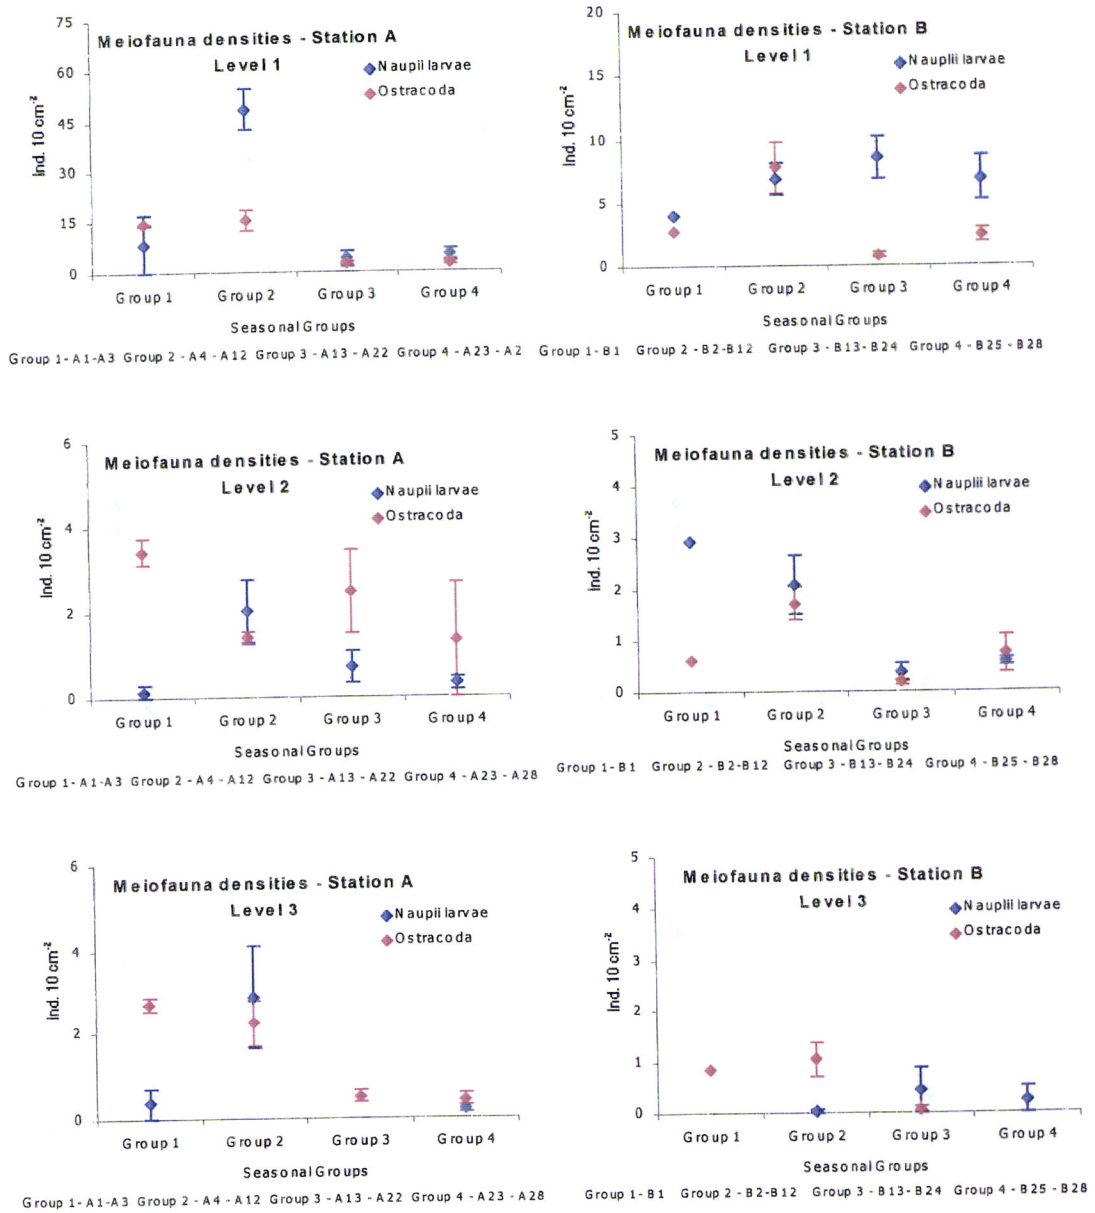 75
60
45
30
15
0
Ind. 10 cm⁻²
Meiofauna densities - Station A
Level 1
Naupii larvae
Ostracoda
Group 1 Group 2 Group 3 Group 4
Seasonal Groups
Group 1- A1-A3 Group 2 - A4 - A12 Group 3 - A13 - A22 Group 4 - A23 - A2
20
15
10
5
0
Ind. 10 cm⁻²
Meiofauna densities - Station B
Level 1
Nauplii larvae
Ostracoda
Group 1 Group 2 Group 3 Group 4
Seasonal Groups
Group 1- B1 Group 2 - B2-B12 Group 3 - B13- B24 Group 4 - B25 - B28
6
4
2
0
Ind. 10 cm⁻²
Meiofauna densities - Station A
Level 2
Naupii larvae
Ostracoda
Group 1 Group 2 Group 3 Group 4
Seasonal Groups
Group 1- A1-A3 Group 2 - A4 - A12 Group 3 - A13 - A22 Group 4 - A23 - A28
5
4
3
2
1
0
Ind. 10 cm⁻²
Meiofauna densities - Station B
Level 2
Nauplii larvae
Ostracoda
Group 1 Group 2 Group 3 Group 4
Seasonal Groups
Group 1- B1 Group 2 - B2-B12 Group 3 - B13- B24 Group 4 - B25 - B28
6
4
2
0
Ind. 10 cm⁻²
Meiofauna densities - Station A
Level 3
Naupii larvae
Ostracoda
Group 1 Group 2 Group 3 Group 4
Seasonal Groups
Group 1- A1-A3 Group 2 - A4 - A12 Group 3 - A13 - A22 Group 4 - A23 - A28
5
4
3
2
1
0
Ind. 10 cm⁻²
Meiofauna densities - Station B
Level 3
Nauplii larvae
Ostracoda
Group 1 Group 2 Group 3 Group 4
Seasonal Groups
Group 1- B1 Group 2 - B2-B12 Group 3 - B13- B24 Group 4 - B25 - B28